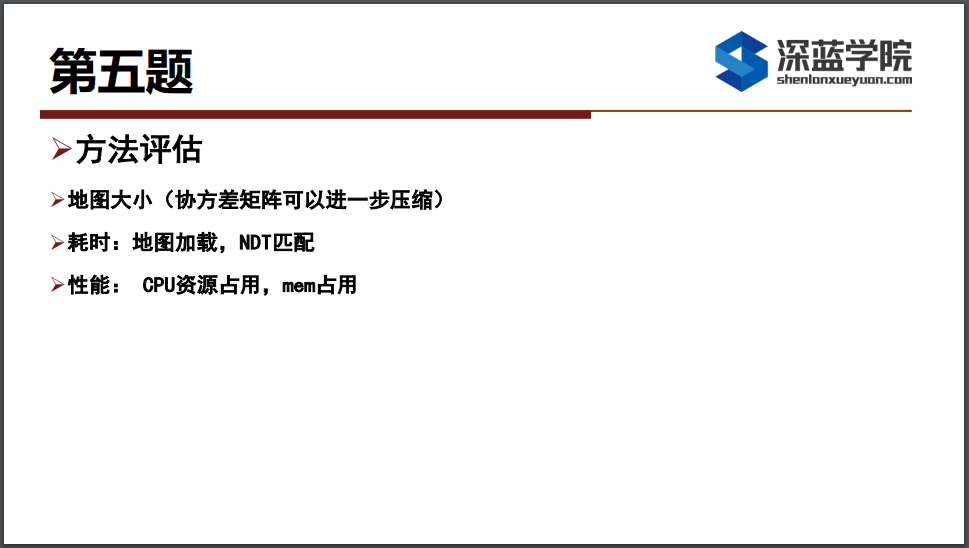 第五题
深蓝学院
shenlanxueyuan.com
方法评估
地图大小（协方差矩阵可以进一步压缩）
耗时：地图加载，NDT匹配
性能： CPU资源占用，mem占用